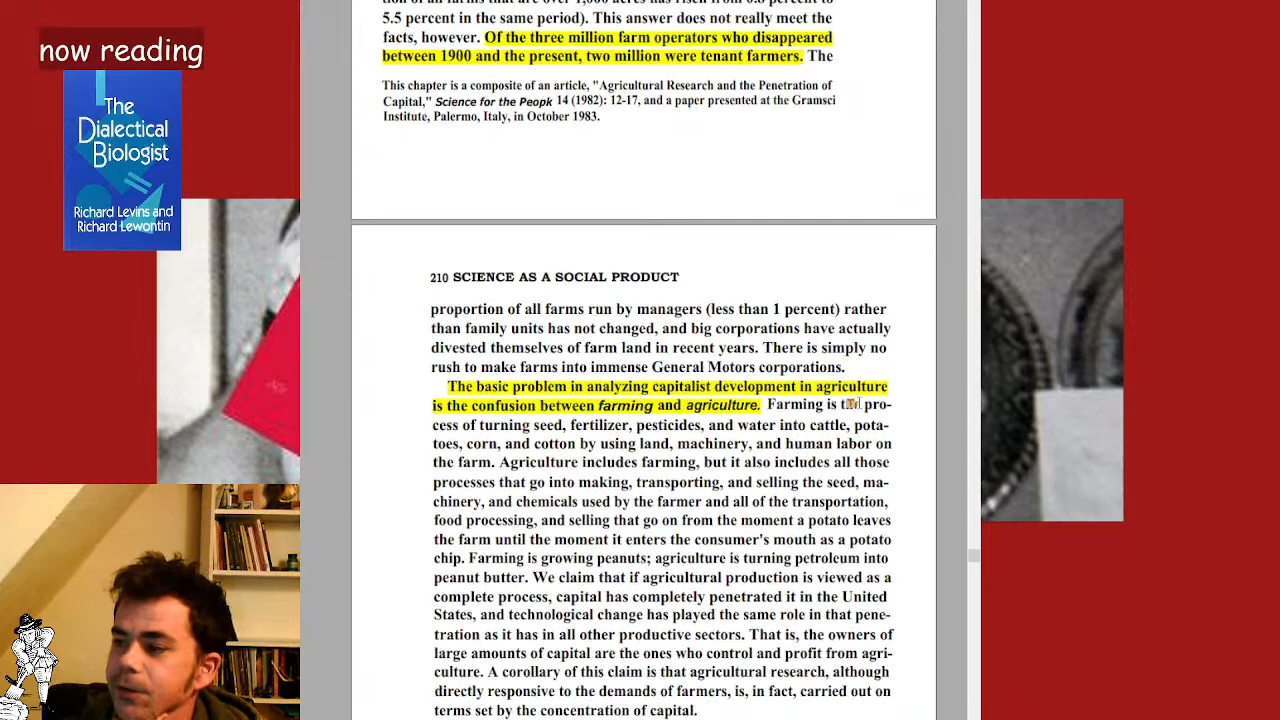 now reading
The
Dialectical
Biologist
Richard Levins and
Richard Lewontin
5.5 percent in the same period). This answer does not really meet the
facts, however. Of the three million farm operators who disappeared
between 1900 and the present, two million were tenant farmers. The
This chapter is a composite of an article, "Agricultural Research and the Penetration of
Capital," Science for the Peopk 14 (1982): 12-17, and a paper presented at the Gramsci
Institute, Palermo, Italy, in October 1983.
210 SCIENCE AS A SOCIAL PRODUCT
proportion of all farms run by managers (less than 1 percent) rather
than family units has not changed, and big corporations have actually
divested themselves of farm land in recent years. There is simply no
rush to make farms into immense General Motors corporations.
The basic problem in analyzing capitalist development in agriculture
is the confusion between farming and agriculture. Farming is the pro-
cess of turning seed, fertilizer, pesticides, and water into cattle, pota-
toes, corn, and cotton by using land, machinery, and human labor on
the farm. Agriculture includes farming, but it also includes all those
processes that go into making, transporting, and selling the seed, ma-
chinery, and chemicals used by the farmer and all of the transportation,
food processing, and selling that go on from the moment a potato leaves
the farm until the moment it enters the consumer's mouth as a potato
chip. Farming is growing peanuts; agriculture is turning petroleum into
peanut butter. We claim that if agricultural production is viewed as a
complete process, capital has completely penetrated it in the United
States, and technological change has played the same role in that pene-
tration as it has in all other productive sectors. That is, the owners of
large amounts of capital are the ones who control and profit from agri-
culture. A corollary of this claim is that agricultural research, although
directly responsive to the demands of farmers, is, in fact, carried out on
terms set by the concentration of capital.